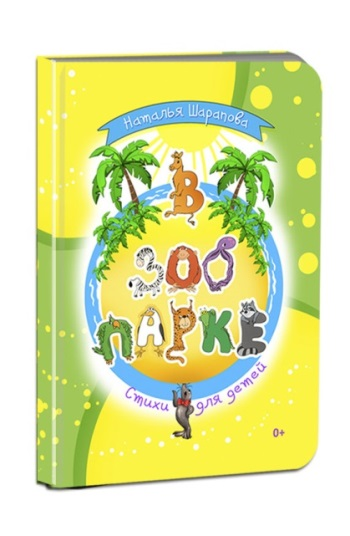 Наталья Шарапова
В
ЗОО
ПАРКЕ
Стихи для детей
0+